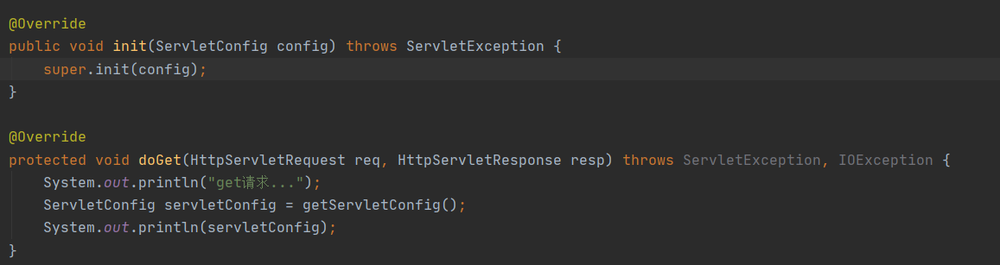 @Override
public void init(ServletConfig config) throws ServletException {
    super.init(config);
}
@Override
protected void doGet(HttpServletRequest req, HttpServletResponse resp) throws ServletException, IOException {
    System.out.println("get请求...");
    ServletConfig servletConfig = getServletConfig();
    System.out.println(servletConfig);
}